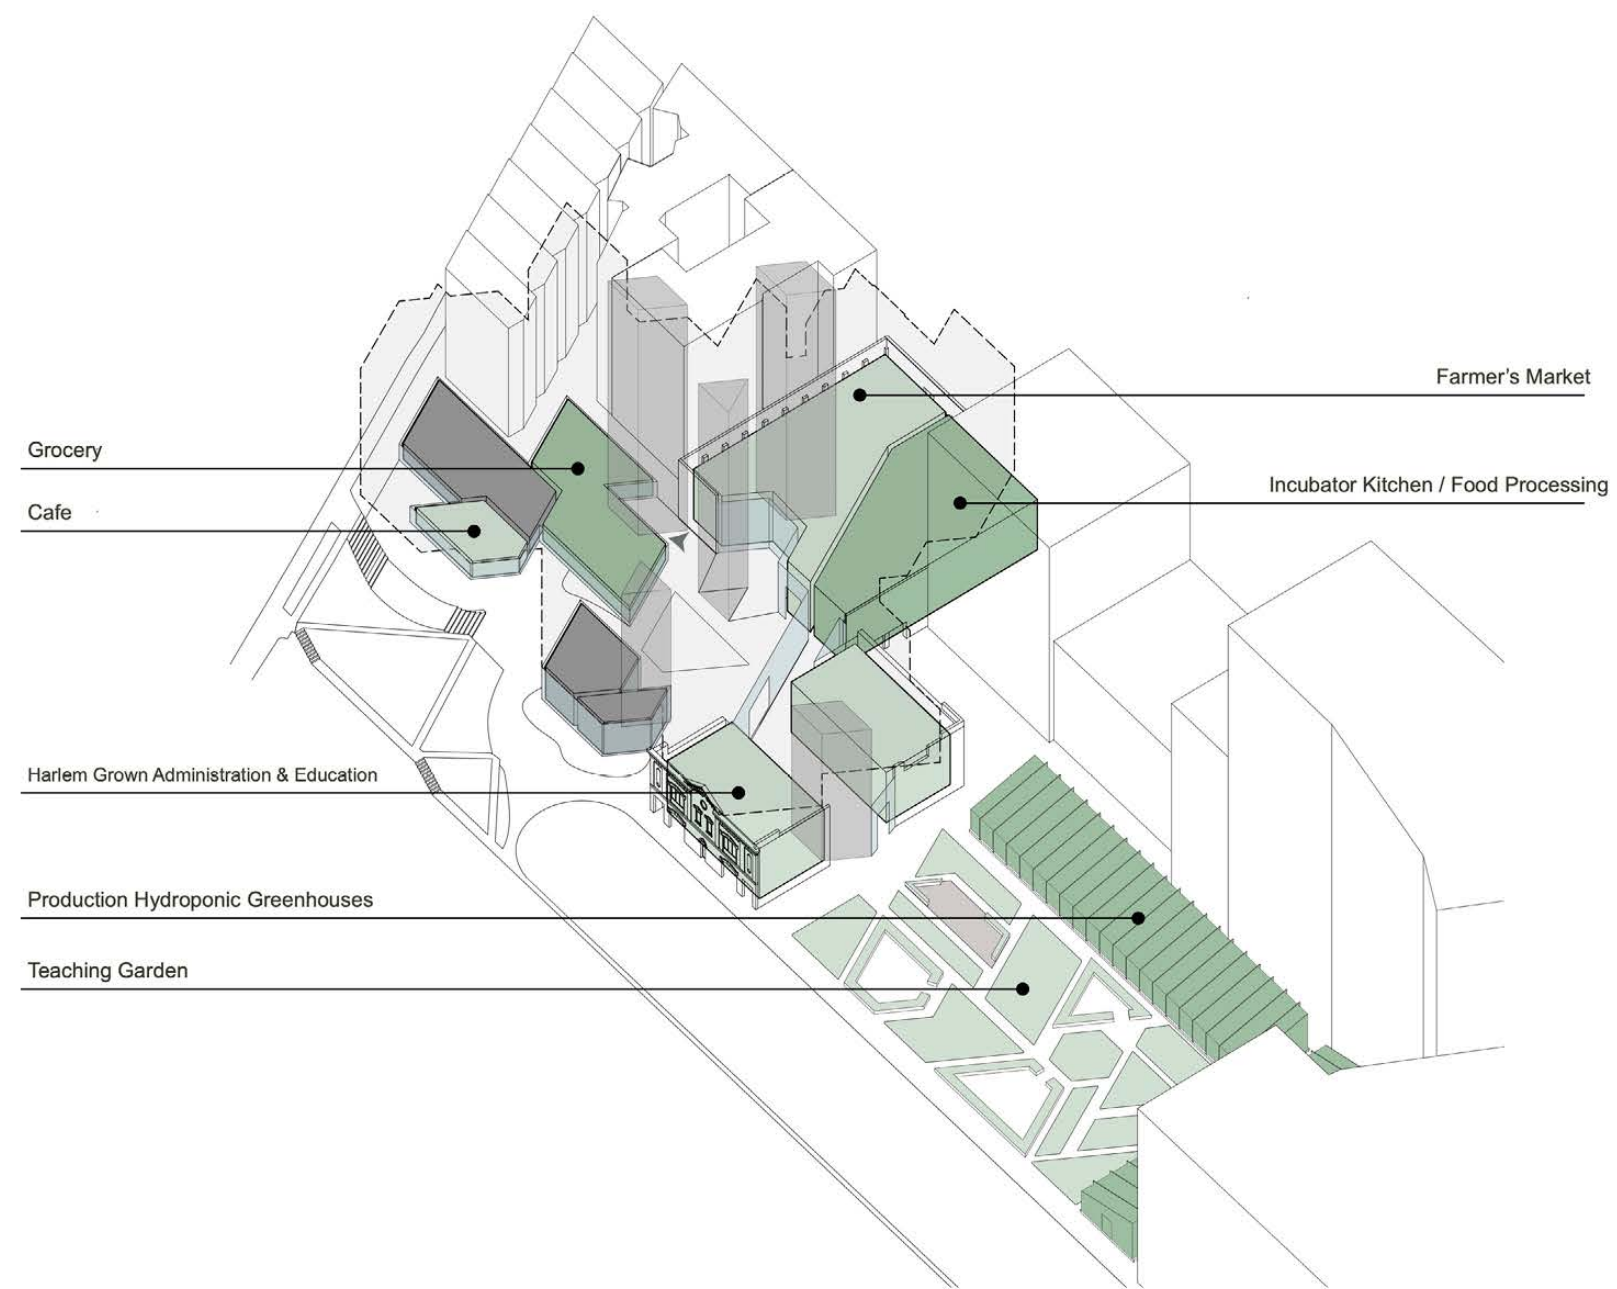 Farmer's Market
Grocery
Incubator Kitchen / Food Processing
Cafe
Harlem Grown Administration & Education
Production Hydroponic Greenhouses
Teaching Garden